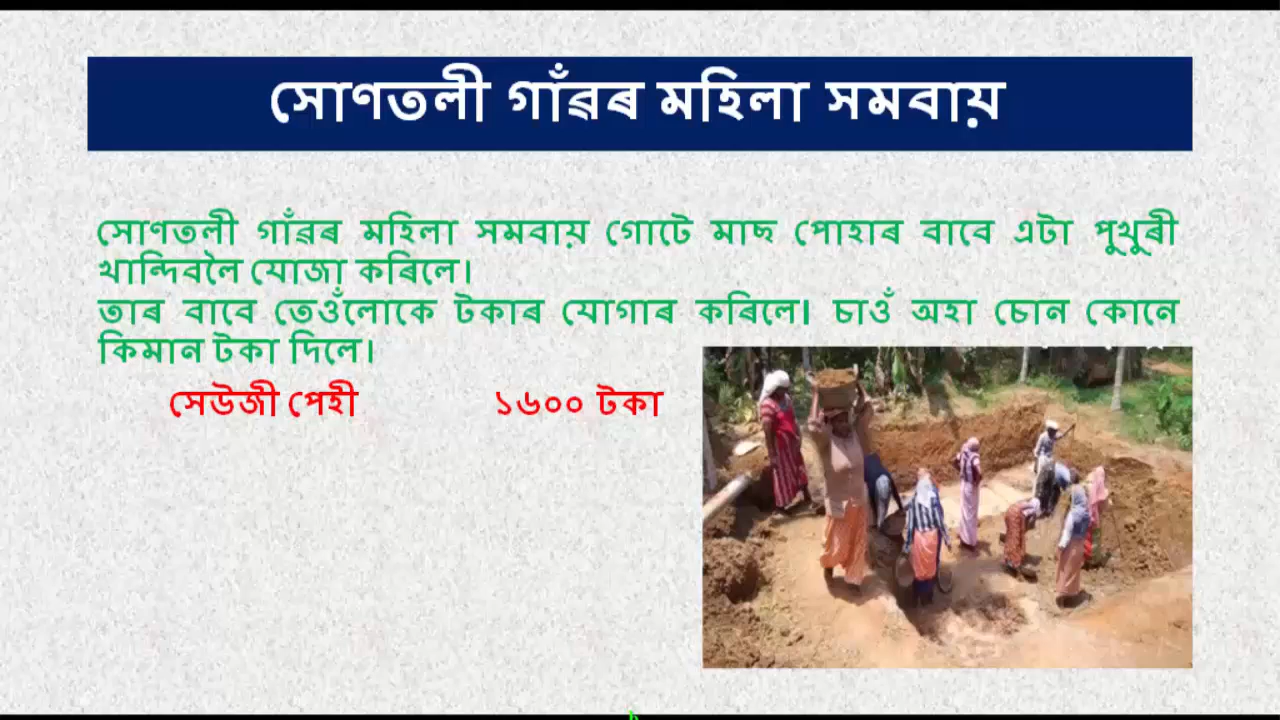 সোণতলী গাঁৱৰ মহিলা সমবায়
সোণতলী গাঁৱৰ মহিলা সমবায় গোটে মাছ পোহাৰ বাবে এটা পুখুৰী
খান্দিবলৈ যোজা কৰিলে।
তাৰ বাবে তেওঁলোকে টকাৰ যোগাৰ কৰিলে। চাওঁ অহা চোন কোনে
কিমান টকা দিলে।
সেউজী পেহী ১৬০০ টকা